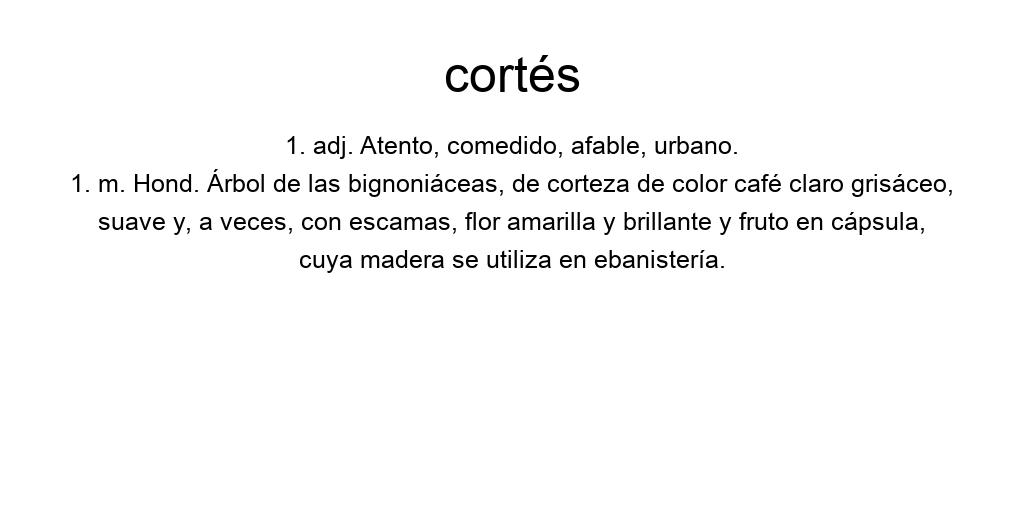 cortés
1. adj. Atento, comedido, afable, urbano.
1. m. Hond. Árbol de las bignoniáceas, de corteza de color café claro grisáceo,
suave y, a veces, con escamas, flor amarilla y brillante y fruto en cápsula,
cuya madera se utiliza en ebanistería.